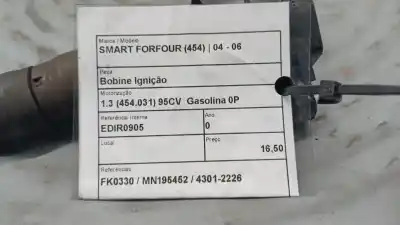 Marca / Modelo
SMART FORFOUR (454) | 04 - 06
Peça
Bobine Ignição
Motorização
1.3 (454.031) 95CV Gasolina 0P
Referência Interna
EDIR0905
Ano
0
Local
Preço
16,50
Referências
FK0330 / MN195452 / 4301-2226